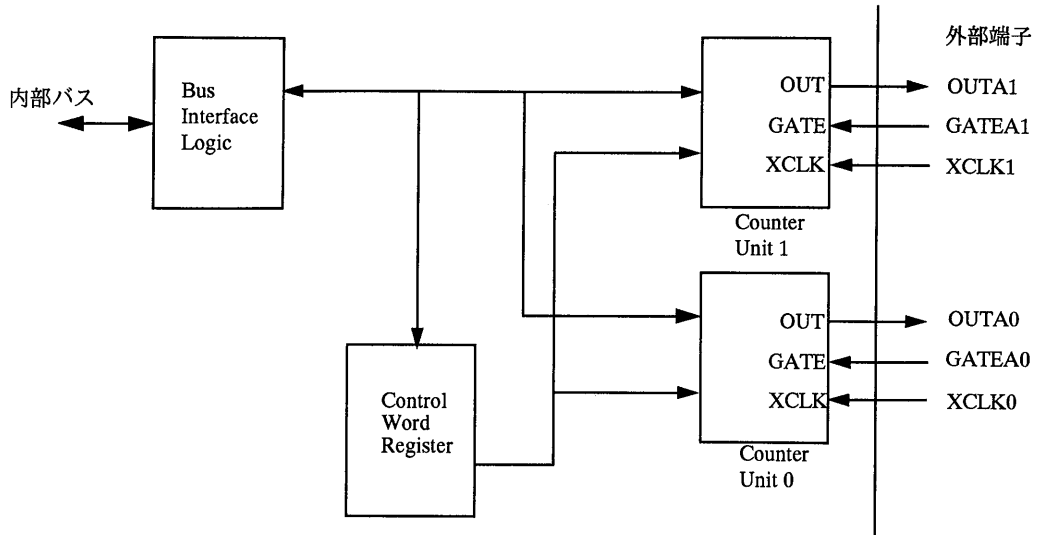 外部端子
内部バス
Bus
Interface
Logic
OUT
GATE
XCLK
OUTA1
GATEA1
XCLK1
Counter
Unit 1
OUT
GATE
XCLK
OUTA0
GATEA0
XCLK0
Control
Word
Register
Counter
Unit 0